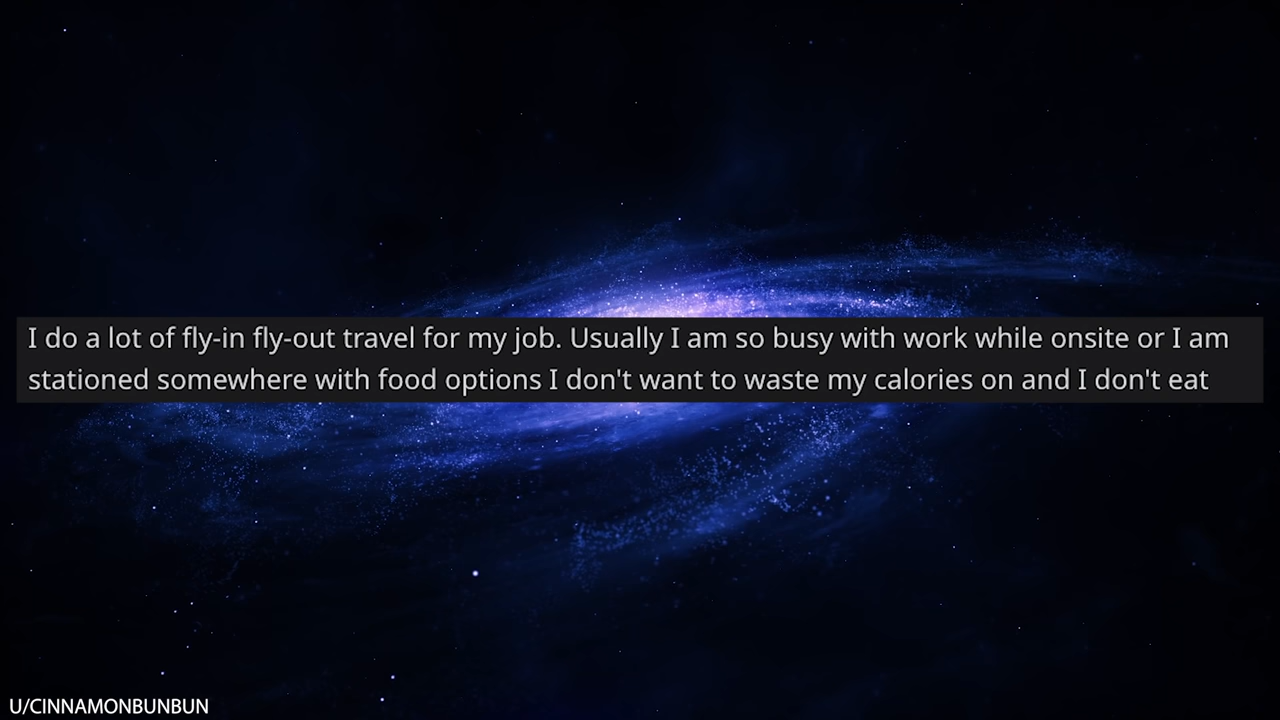 I do a lot of fly-in fly-out travel for my job. Usually I am so busy with work while onsite or I am
stationed somewhere with food options I don't want to waste my calories on and I don't eat
U/CINNAMONBUNBUN